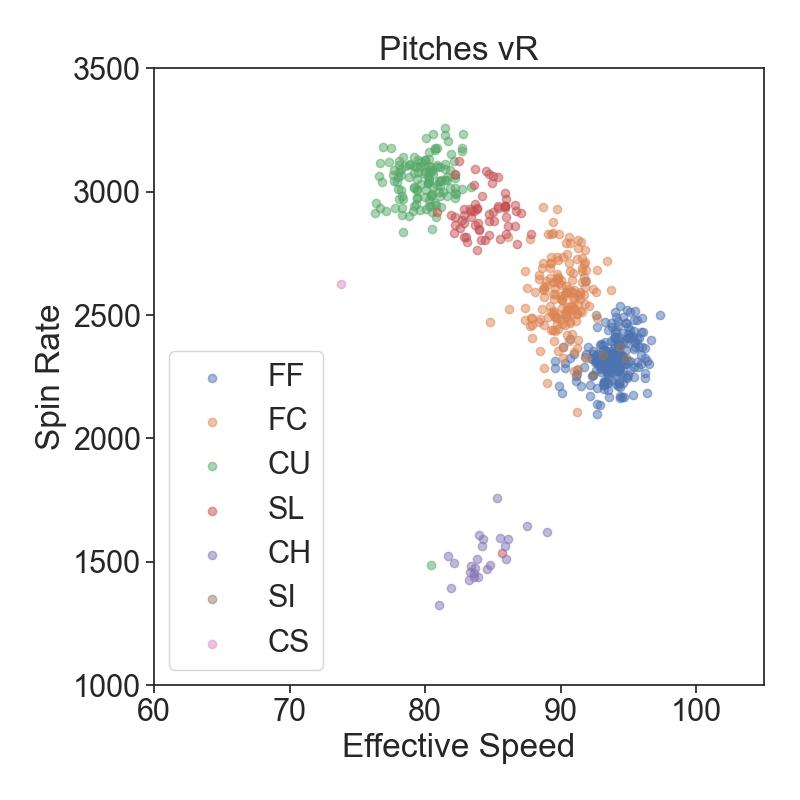 Pitches vR
Spin Rate
3500
3000
2500
2000
1500
1000
FF
FC
CU
SL
CH
SI
CS
60 70 80 90 100
Effective Speed